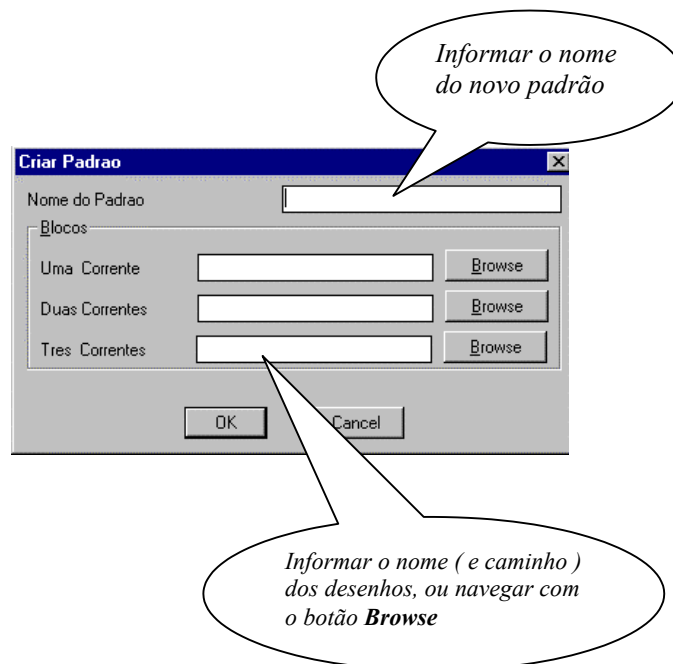 Informar o nome
do novo padrão
Criar Padrao
Nome do Padrao
Blocos
Uma Corrente
Browse
Duas Correntes
Browse
Tres Correntes
Browse
OK
Cancel
Informar o nome ( e caminho )
dos desenhos, ou navegar com
o botão Browse